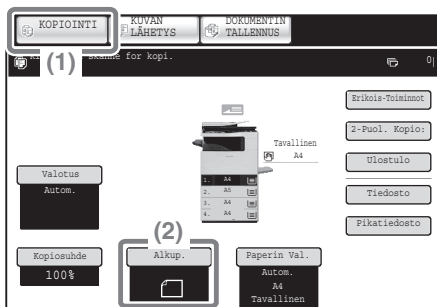 KOPIOINTI
KUVAN
LÄHETYS
DOKUMENTIN
TALLENNUS
(1)
skanne for kopi.
0
Erikois-Toiminnot
Tavallinen
A4
2-Puol. Kopio:
Ulostulo
Valotus
Autom.
1. A4
2. A5
3. A4
4. A4
Tiedosto
Pikatiedosto
(2)
Kopiosuhde
100%
Alkup.
Paperin Val.
Autom.
A4
Tavallinen